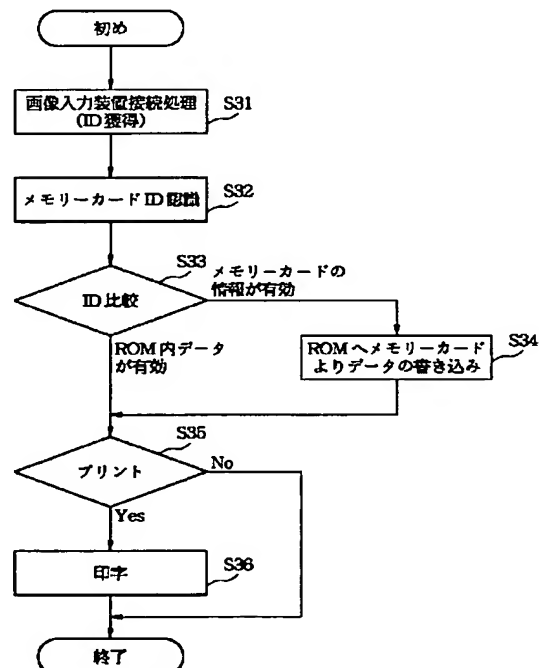 初め
画像入力装置接続処理
(ID獲得)
S31
メモリーカードID認識
S32
S33
ID比較
メモリーカードの
情報が有効
ROM内データ
が有効
ROMへメモリーカード
よりデータの書き込み
S34
S35
プリント
No
Yes
印字
S36
終了